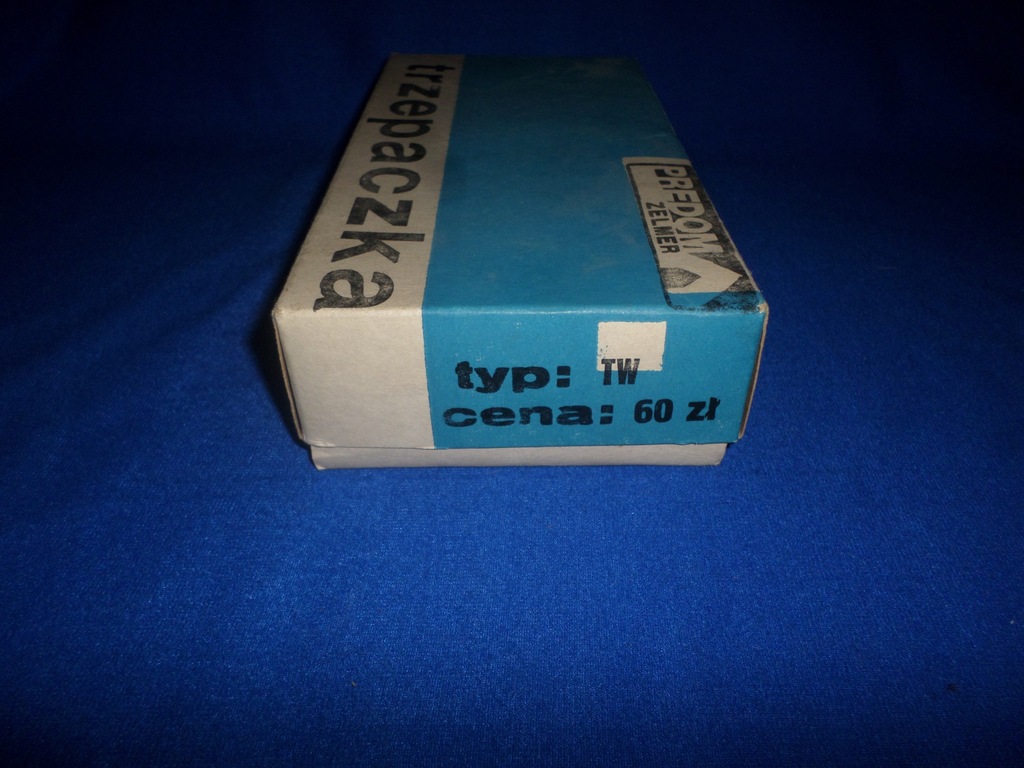 trzepaczka
PREDOM
ZELMER
typ: TW
cena: 60 zł